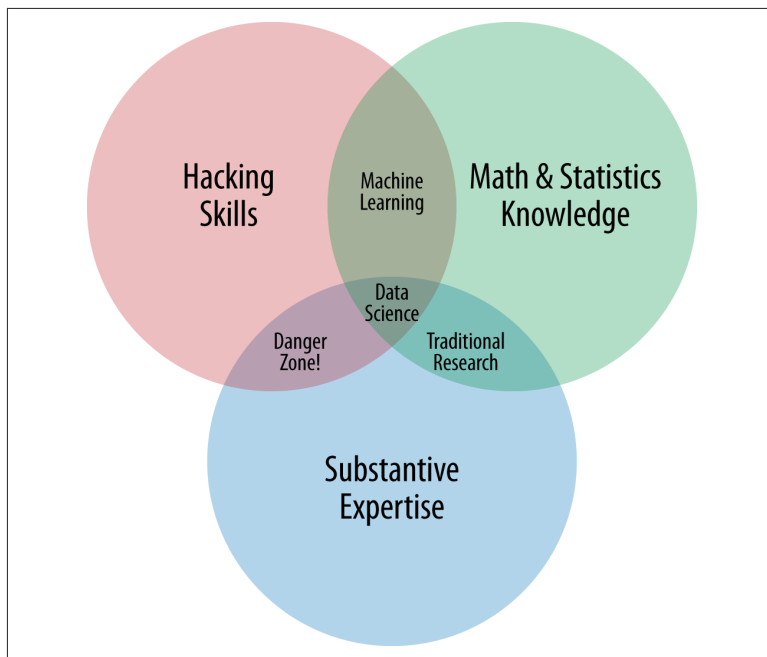 Hacking
Skills
Machine
Learning
Math & Statistics
Knowledge
Data
Science
Danger
Zone!
Traditional
Research
Substantive
Expertise